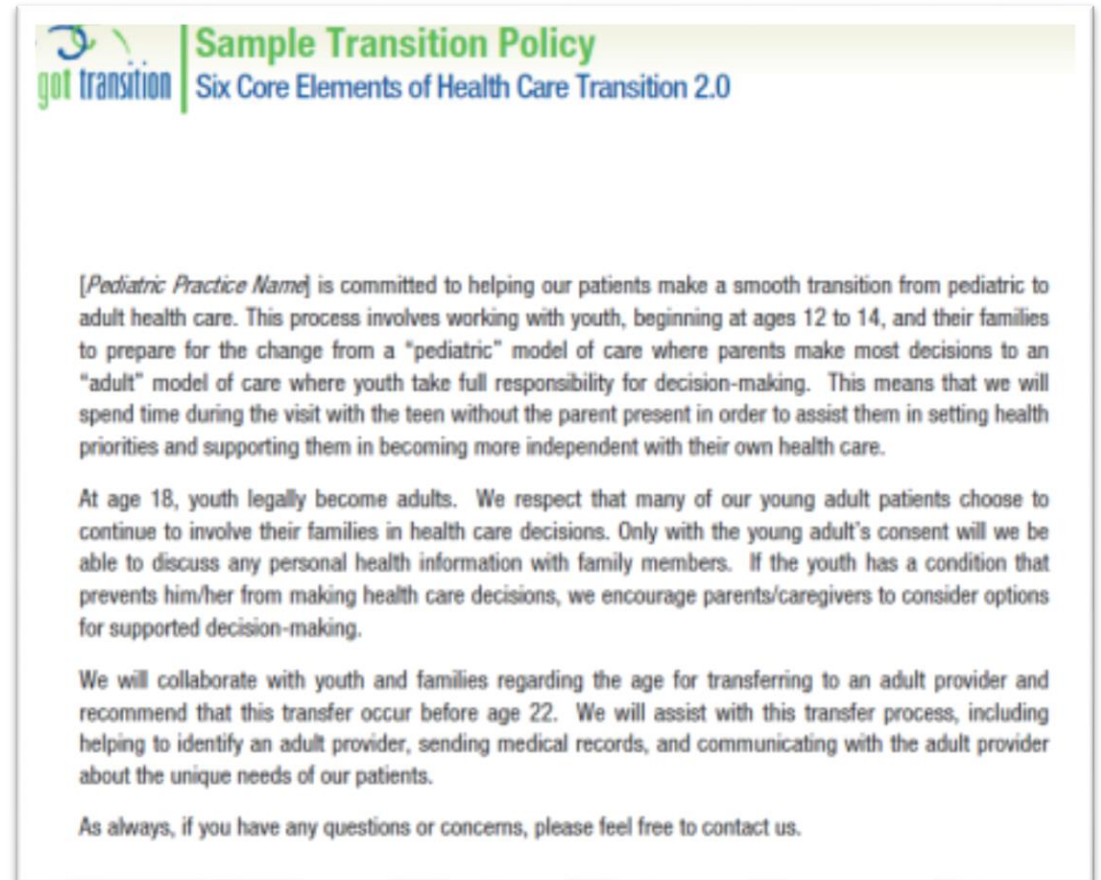 Sample Transition Policy
got transition
Six Core Elements of Health Care Transition 2.0
[Pediatric Practice Name] is committed to helping our patients make a smooth transition from pediatric to
adult health care. This process involves working with youth, beginning at ages 12 to 14, and their families
to prepare for the change from a "pediatric" model of care where parents make most decisions to an
"adult" model of care where youth take full responsibility for decision-making. This means that we will
spend time during the visit with the teen without the parent present in order to assist them in setting health
priorities and supporting them in becoming more independent with their own health care.
At age 18, youth legally become adults. We respect that many of our young adult patients choose to
continue to involve their families in health care decisions. Only with the young adult's consent will we be
able to discuss any personal health information with family members. If the youth has a condition that
prevents him/her from making health care decisions, we encourage parents/caregivers to consider options
for supported decision-making.
We will collaborate with youth and families regarding the age for transferring to an adult provider and
recommend that this transfer occur before age 22. We will assist with this transfer process, including
helping to identify an adult provider, sending medical records, and communicating with the adult provider
about the unique needs of our patients.
As always, if you have any questions or concerns, please feel free to contact us.